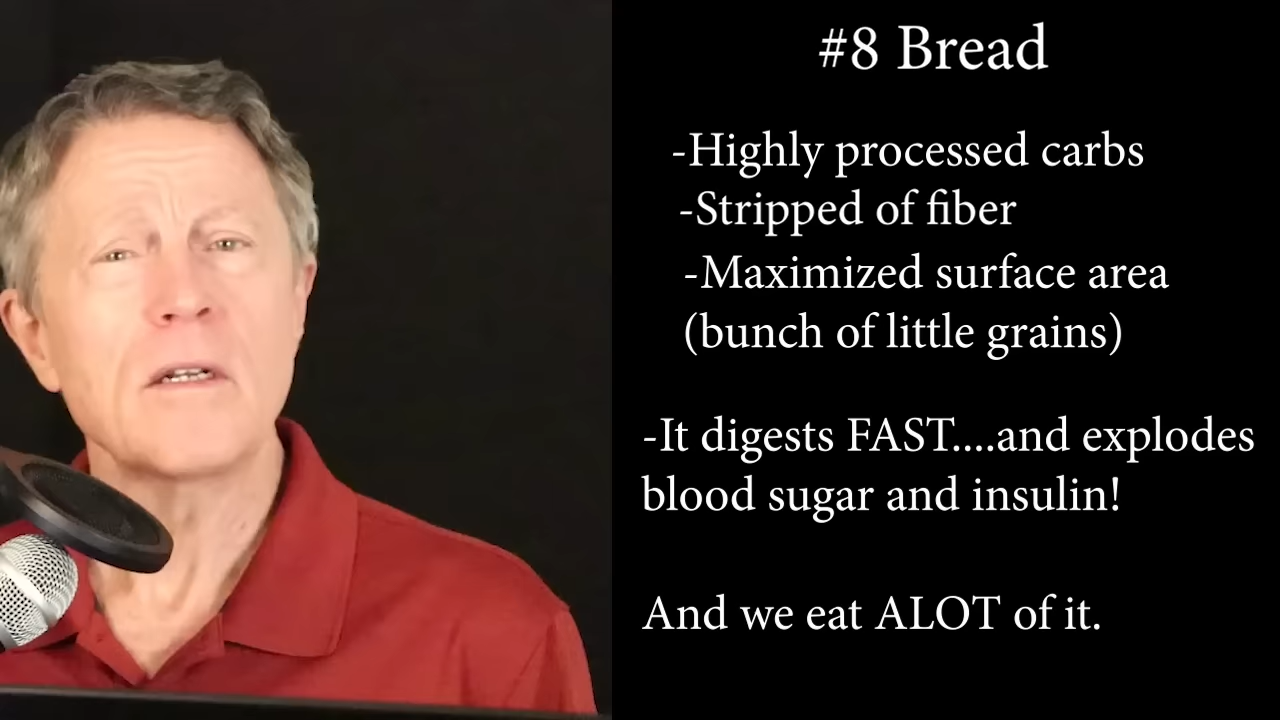 #8 Bread
-Highly processed carbs
-Stripped of fiber
-Maximized surface area
(bunch of little grains)
-It digests FAST....and explodes
blood sugar and insulin!
And we eat ALOT of it.